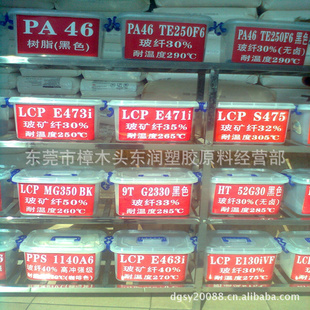 PA 46
树脂(黑色)
PA46 TE250F6
玻纤30%
耐温度290℃
PA46 TE250F6 黑色
玻纤30%(无卤)
耐温度290℃
LCP E473i
玻矿纤30%
耐温度250℃
LCP E471i
玻矿纤35%
耐温度265℃
LCP S475
玻矿纤32%
耐温度305℃
东莞市樟木头东润塑胶原料经营部
LCP MG350 BK
玻矿纤50%
耐温度260℃
9T G2330 黑色
玻纤33%
耐温度285℃
HT 52G30 黑色
玻纤30%(无卤)
耐温度285℃
PPS 1140A6
玻纤40% 高冲强级
LCP E463i
玻矿纤40%
耐温度270℃
LCP E130iVF
玻纤30%
http://dgsy20088.cn.alibaba.com